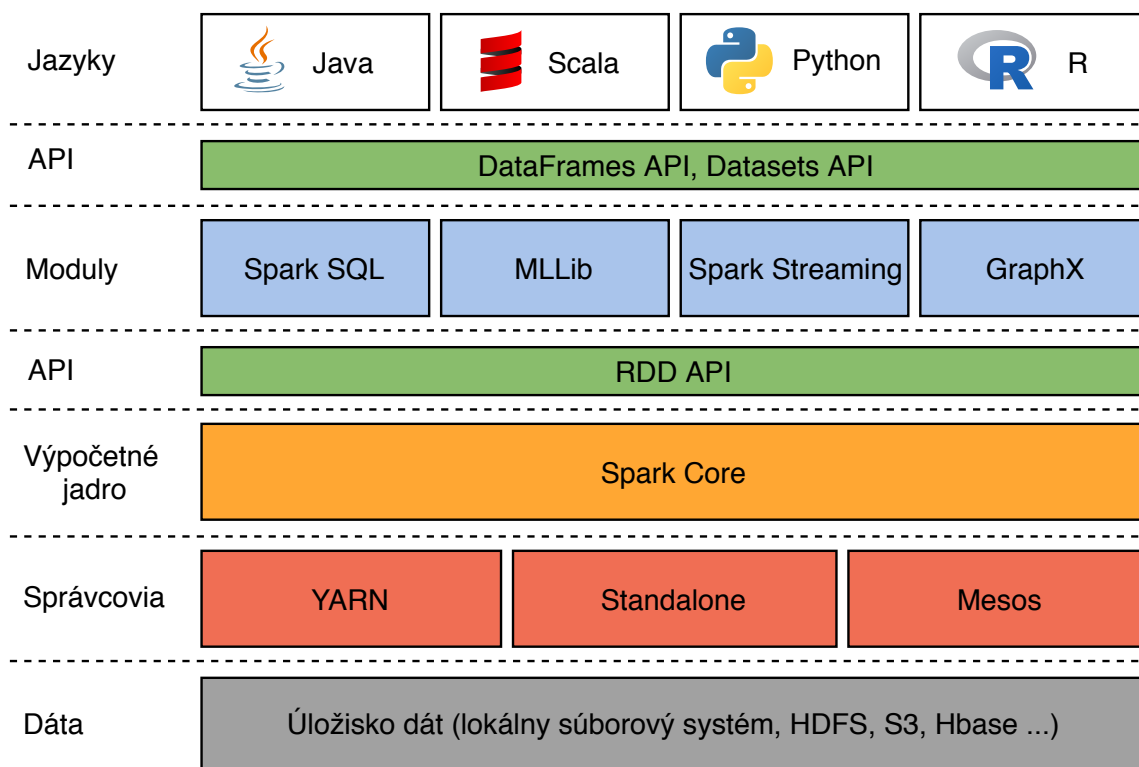 Jazyky
Java
Scala
Python
R
R
API
DataFrames API, Datasets API
Moduly
Spark SQL
MLLib
Spark Streaming
GraphX
API
RDD API
Výpočetné
jadro
Spark Core
Správcovia
YARN
Standalone
Mesos
Dáta
Úložisko dát (lokálny súborový systém, HDFS, S3, Hbase ...)